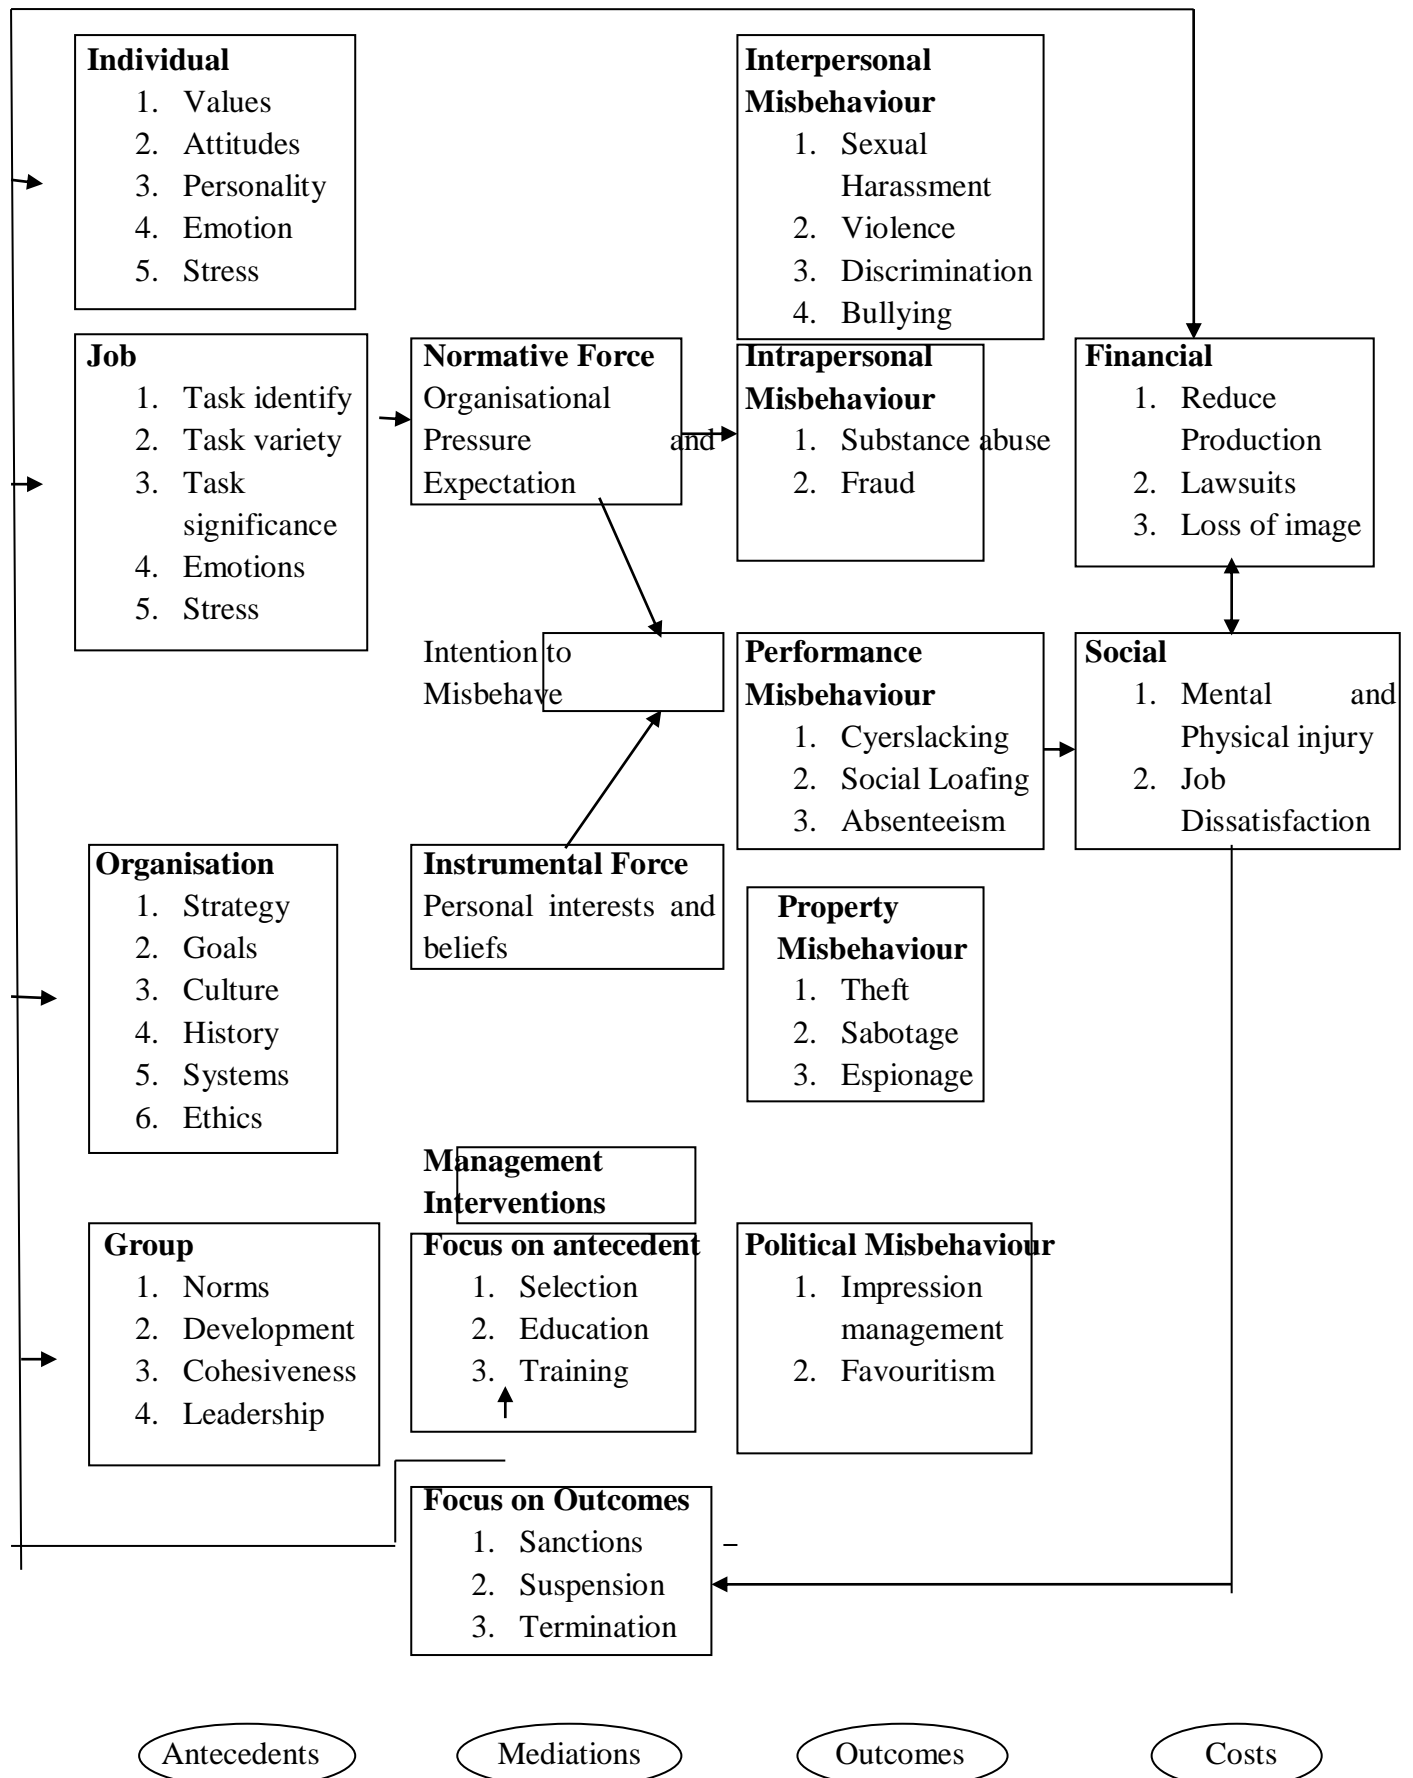 Individual
1. Values
2. Attitudes
3. Personality
4. Emotion
5. Stress
Interpersonal
Misbehaviour
1. Sexual
Harassment
2. Violence
3. Discrimination
4. Bullying
Job
1. Task identify
2. Task variety
3. Task
significance
4. Emotions
5. Stress
Normative Force
Organisational
Pressure and
Expectation
Intrapersonal
Misbehaviour
1. Substance abuse
2. Fraud
Financial
1. Reduce
Production
2. Lawsuits
3. Loss of image
Intention to
Misbehave
Performance
Misbehaviour
1. Cyerslacking
2. Social Loafing
3. Absenteeism
Social
1. Mental and
Physical injury
2. Job
Dissatisfaction
Organisation
1. Strategy
2. Goals
3. Culture
4. History
5. Systems
6. Ethics
Instrumental Force
Personal interests and
beliefs
Property
Misbehaviour
1. Theft
2. Sabotage
3. Espionage
Management
Interventions
Group
1. Norms
2. Development
3. Cohesiveness
4. Leadership
Focus on antecedent
1. Selection
2. Education
3. Training
Political Misbehaviour
1. Impression
management
2. Favouritism
Focus on Outcomes
1. Sanctions
2. Suspension
3. Termination
Antecedents
Mediations
Outcomes
Costs